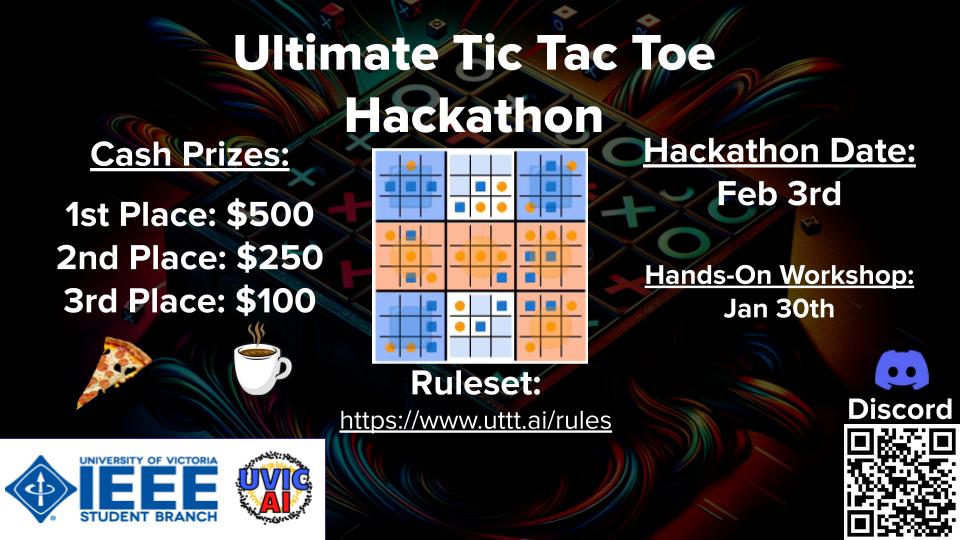 Ultimate Tic Tac Toe
Hackathon
Cash Prizes:
1st Place: $500
2nd Place: $250
3rd Place: $100
Hackathon Date:
Feb 3rd
Hands-On Workshop:
Jan 30th
Ruleset:
https://www.uttt.ai/rules
Discord
UNIVERSITY OF VICTORIA
IEEE
STUDENT BRANCH
UVIC
AI